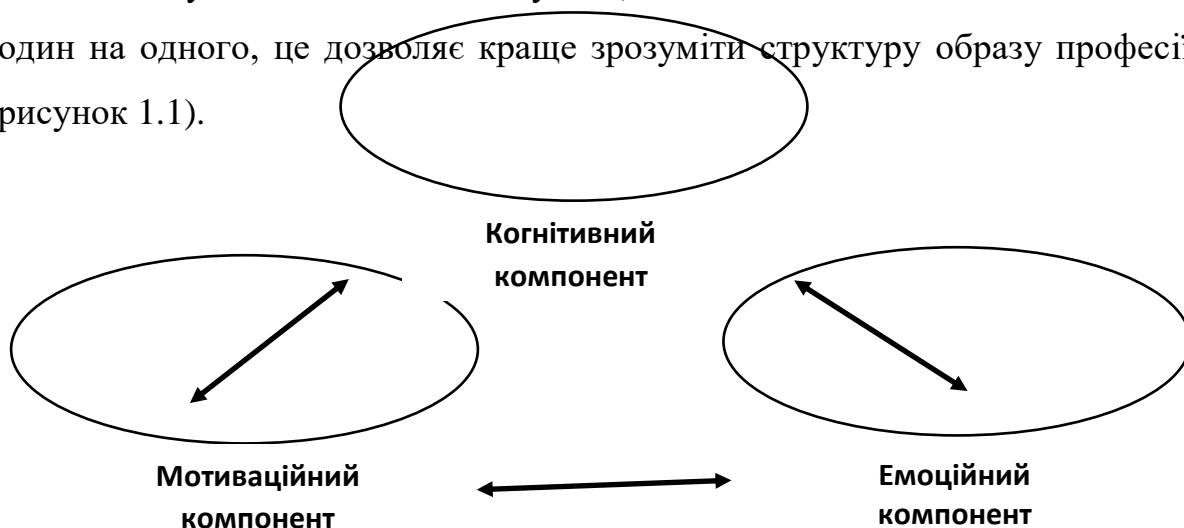 один на одного, це дозволяє краще зрозуміти структуру образу професії
рисунок 1.1).
Когнітивний
компонент
Мотиваційний
компонент
Емоційний
компонент